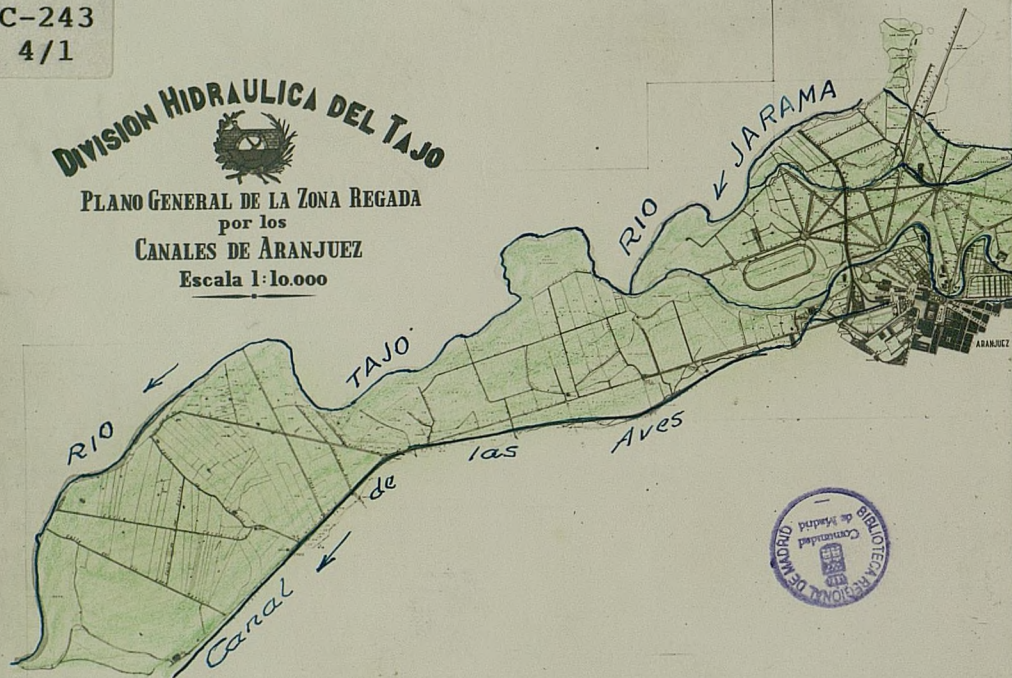 C-243
4/1
DIVISION HIDRAULICA DEL TAJO
PLANO GENERAL DE LA ZONA REGADA
por los
CANALES DE ARANJUEZ
Escala 1:10.000
RIO JARAMA
RIO TAJO
Canal de las Aves
ARANJUEZ
BIBLIOTECA REGIONAL DE MADRID
Comunidad
de Madrid